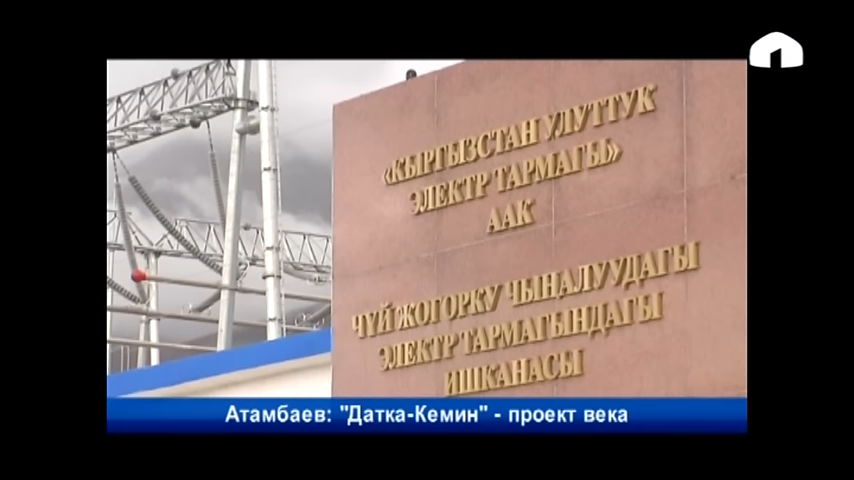 «КЫРГЫЗСТАН УЛУТТУК
ЭЛЕКТР ТАРМАГЫ»
ААК
ЧҮЙ ЖОГОРКУ ЧЫҢАЛУУДАГЫ
ЭЛЕКТР ТАРМАГЫНДАГЫ
ИШКАНАСЫ
Атамбаев: "Датка-Кемин" - проект века